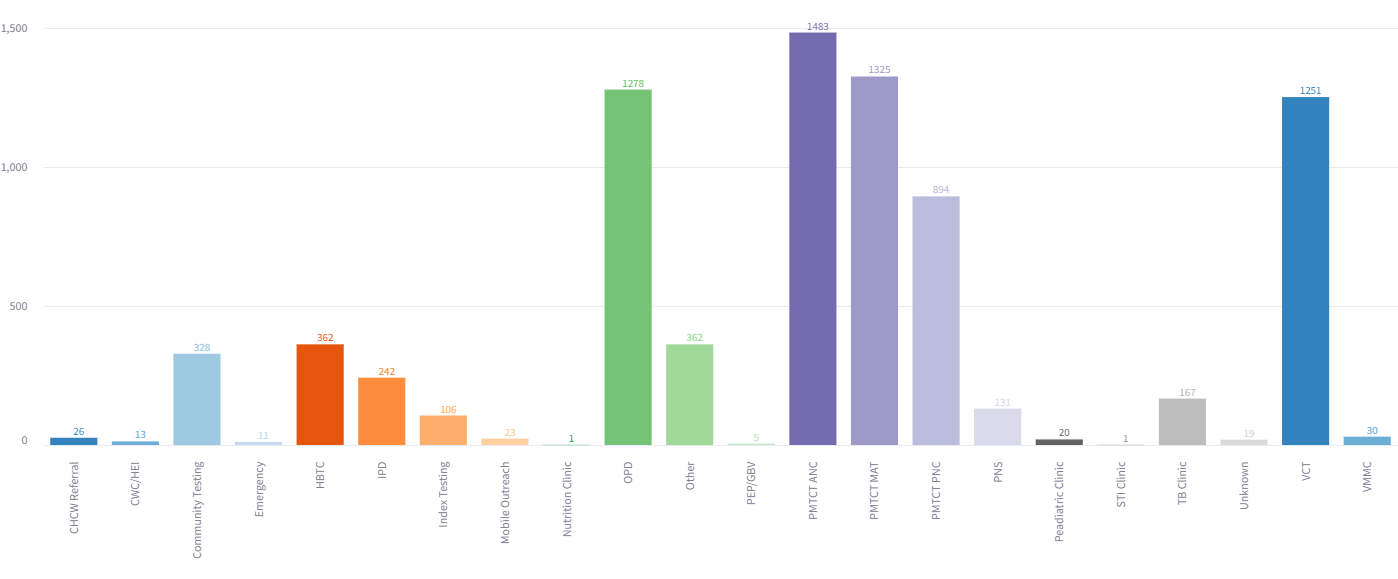 1,500
1,000
500
0
26
13
328
11
362
242
106
23
1
1278
362
5
1483
1325
894
131
20
1
167
19
1251
30
CHCW Referral
CWC/HEI
Community Testing
Emergency
HBTC
IPD
Index Testing
Mobile Outreach
Nutrition Clinic
OPD
Other
PEP/GBV
PMTCT ANC
PMTCT MAT
PMTCT PNC
PNS
Peadiatric Clinic
STI Clinic
TB Clinic
Unknown
VCT
VMMC